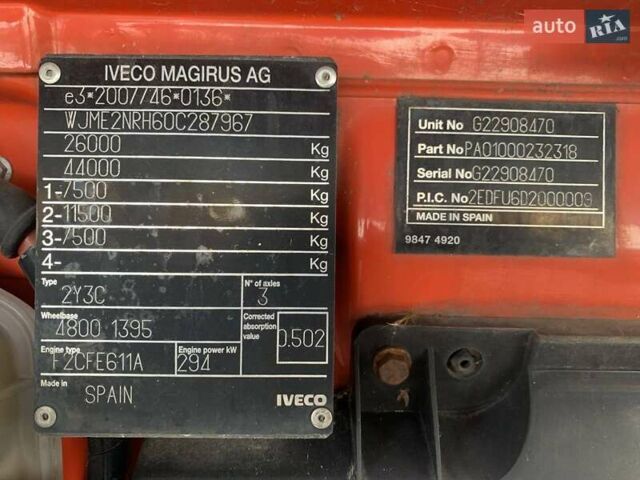 auto RIA .com
IVECO MAGIRUS AG
e3*2007/46*0136*
WJME2NRH60C287967
26000 Kg
44000 Kg
1-7500 Kg
2-11500 Kg
3-7500 Kg
4- Kg
Type N° of axles
2Y3C 3
Wheelbase Corrected absorption value
4800 1395 0.502
Engine type Engine power kW
F2CFE611A 294
Made in
SPAIN
IVECO
Unit No G22908470
Part No PA01000232318
Serial No G22908470
P.I.C. No 2EDFU6D2000009
MADE IN SPAIN
9847 4920